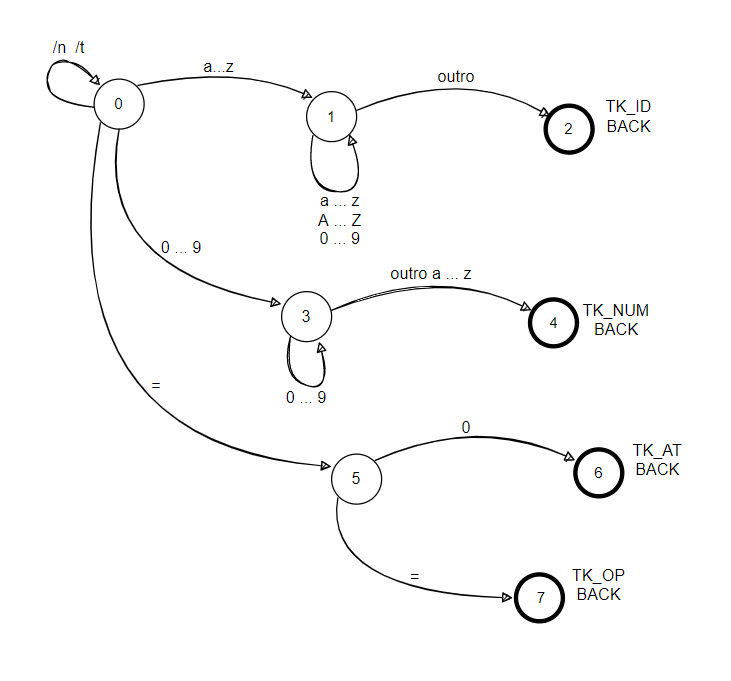 /n /t
0
a...z
1
outro
2
TK_ID
BACK
a ... z
A ... Z
0 ... 9
0 ... 9
3
outro a ... z
4
TK_NUM
BACK
0 ... 9
=
5
0
6
TK_AT
BACK
=
7
TK_OP
BACK